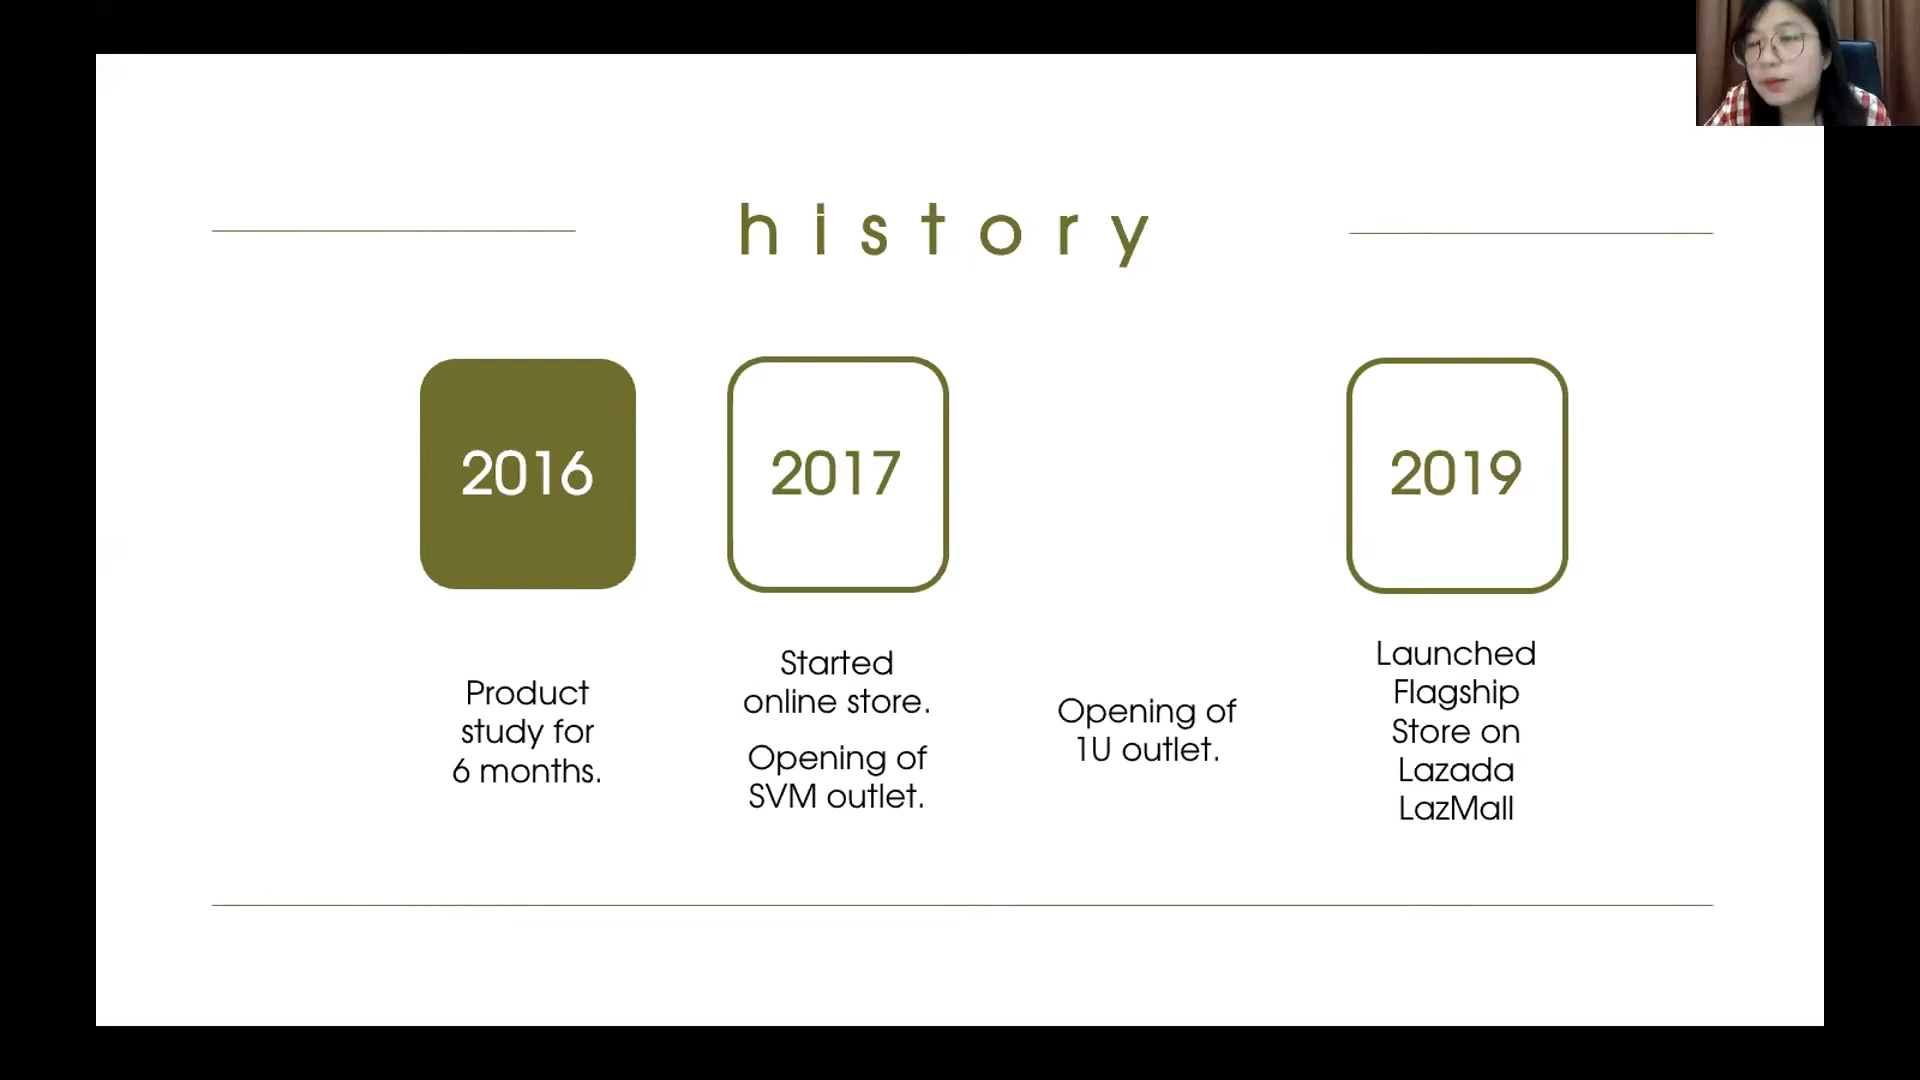 history
2016
2017
2019
Product
study for
6 months.
Started
online store.
Opening of
SVM outlet.
Opening of
1U outlet.
Launched
Flagship
Store on
Lazada
LazMall